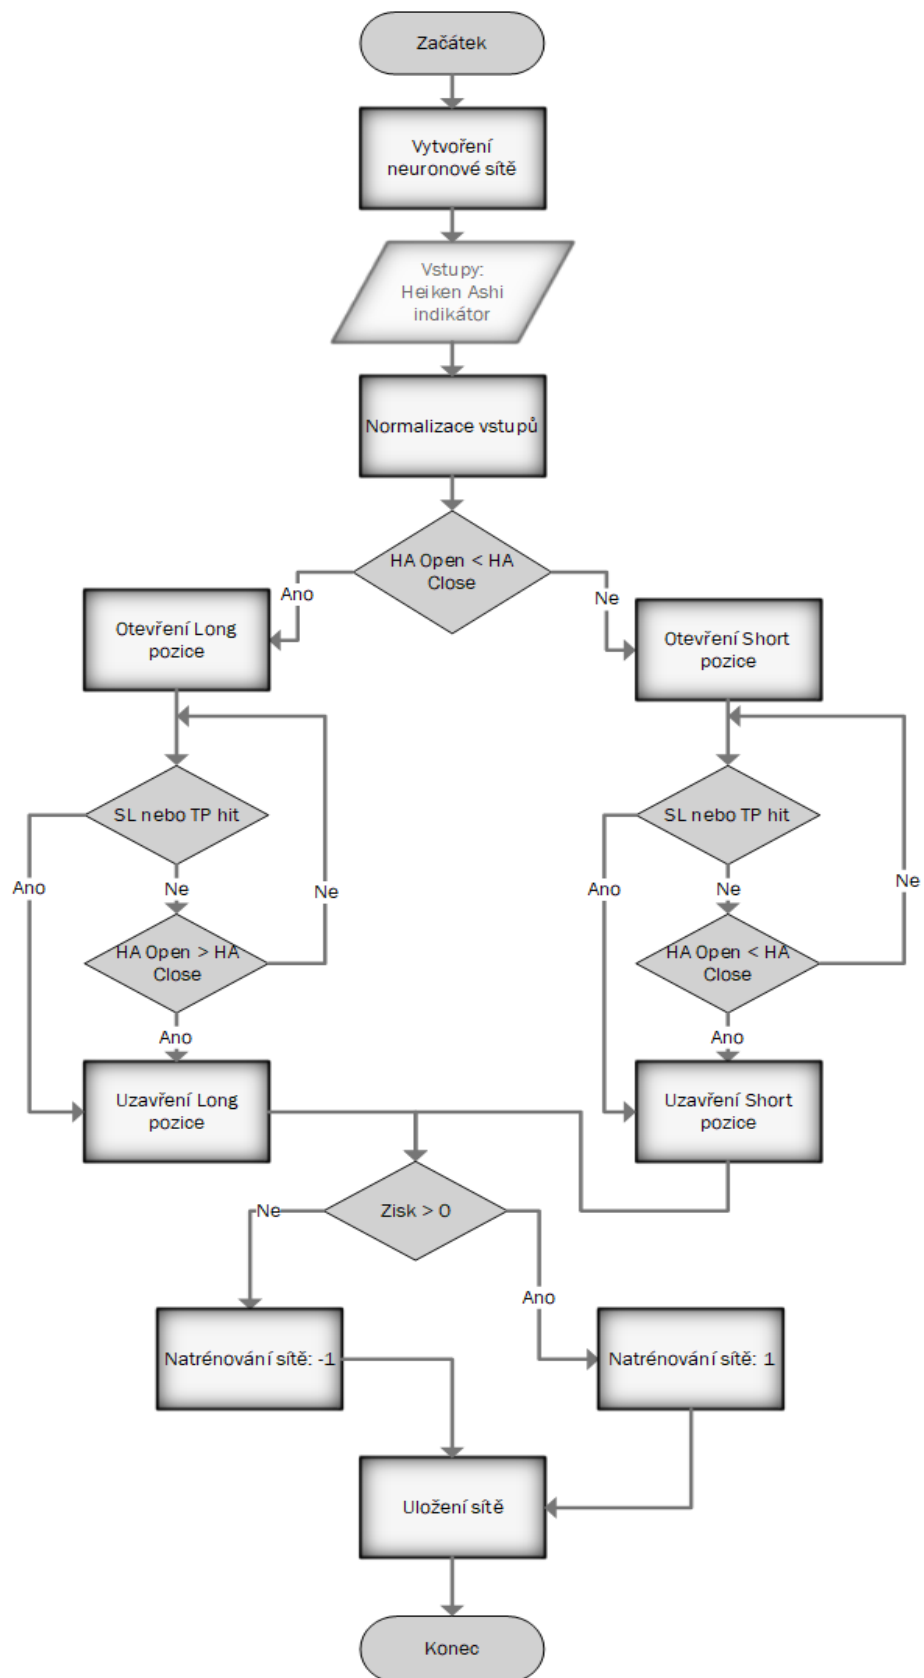 Začátek
Vytvoření
neuronové sítě
Vstupy:
Heiken Ashi
indikátor
Normalizace vstupů
HA Open < HA
Close
Ano
Ne
Otevření Long
pozice
Otevření Short
pozice
SL nebo TP hit
SL nebo TP hit
Ano
Ne
Ne
Ano
Ne
Ne
HA Open > HA
Close
HA Open < HA
Close
Ano
Ano
Uzavření Long
pozice
Uzavření Short
pozice
Zisk > 0
Ne
Ano
Natrénování sítě: -1
Natrénování sítě: 1
Uložení sítě
Konec